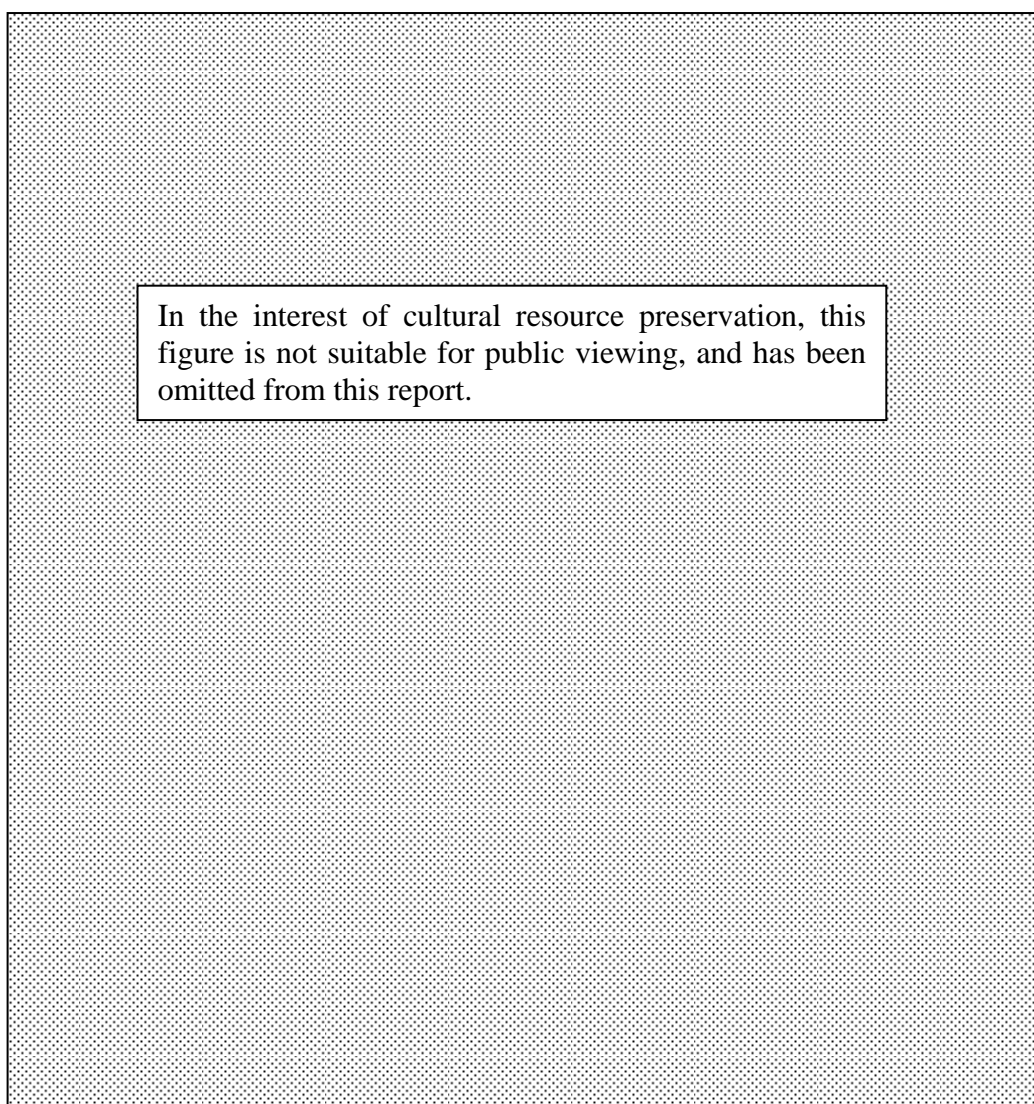 In the interest of cultural resource preservation, this
figure is not suitable for public viewing, and has been
omitted from this report.